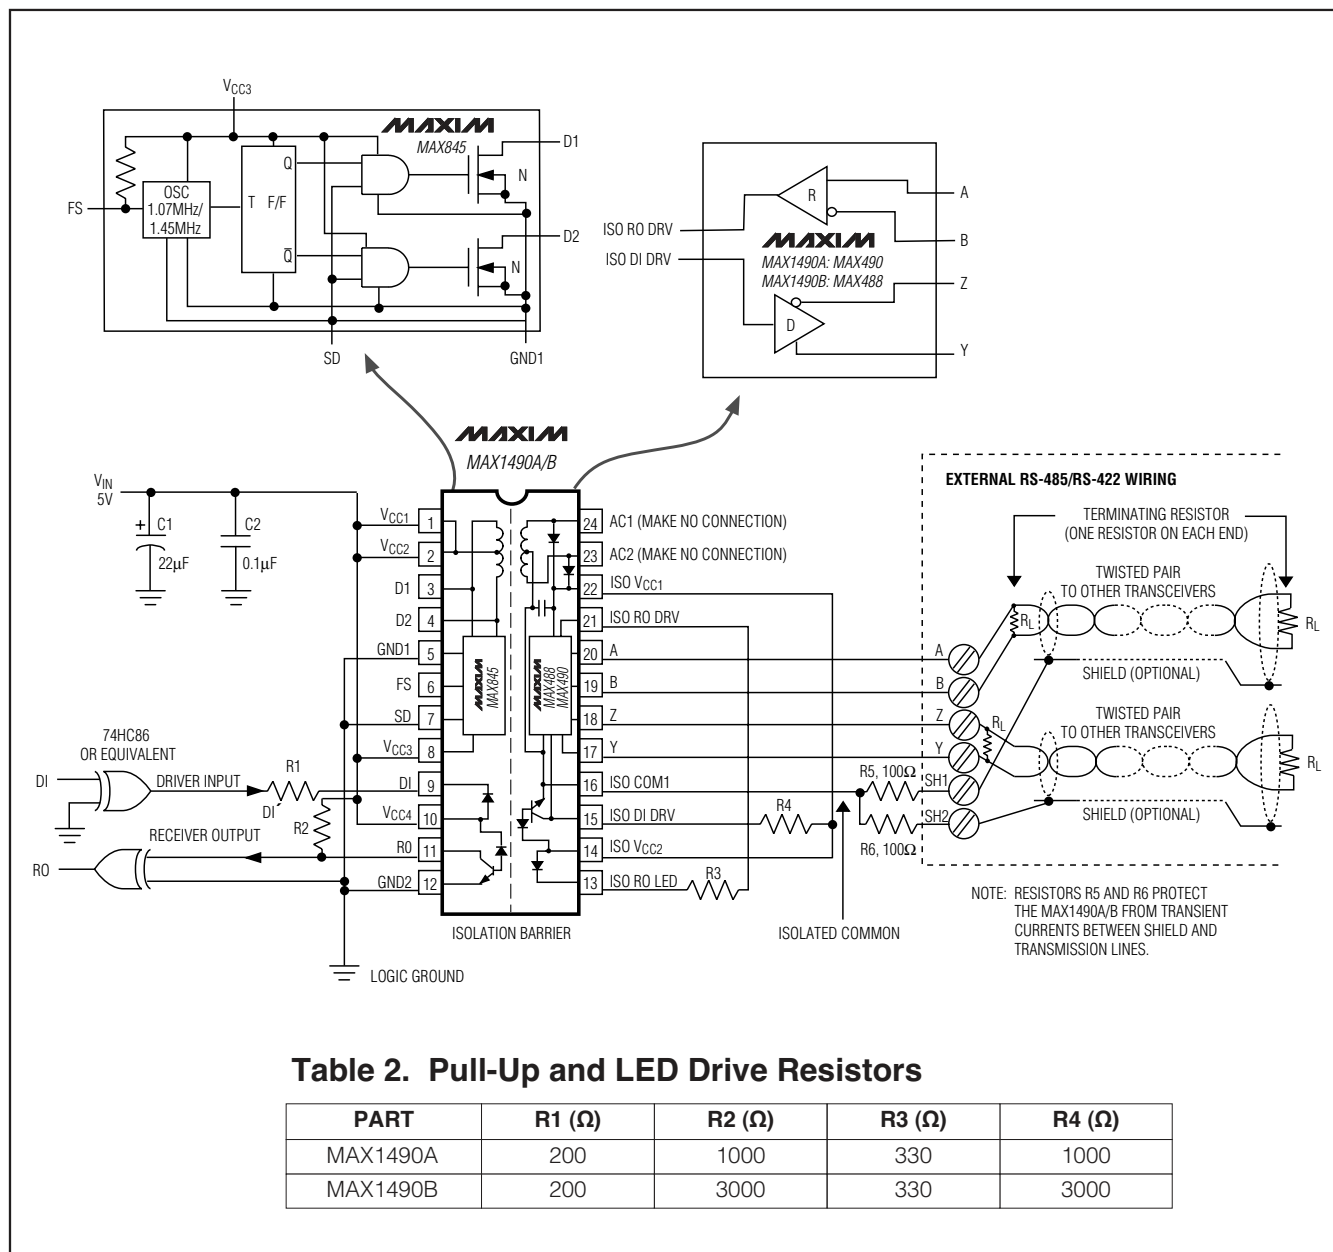 VCC3
MAXIM
MAX845
D1
Q
N
OSC
1.07MHz/
1.45MHz
T F/F
FS
D2
Q̅
N
SD
GND1
R
A
ISO RO DRV
B
MAXIM
ISO DI DRV
MAX1490A: MAX490
MAX1490B: MAX488
Z
D
Y
MAXIM
MAX1490A/B
VIN
5V
C1
+
22µF
C2
0.1µF
VCC1
1
VCC2
2
D1
3
D2
4
GND1
5
FS
6
SD
7
VCC3
8
DI
9
VCC4
10
RO
11
GND2
12
MAXIM
MAX845
MAXIM
MAX488
MAX490
24
AC1 (MAKE NO CONNECTION)
23
AC2 (MAKE NO CONNECTION)
22
ISO VCC1
21
ISO RO DRV
20
A
19
B
18
Z
17
Y
16
ISO COM1
15
ISO DI DRV
14
ISO VCC2
13
ISO RO LED
ISOLATION BARRIER
74HC86
OR EQUIVALENT
DI
DRIVER INPUT
R1
DI´
R2
RECEIVER OUTPUT
RO
LOGIC GROUND
R3
R4
R5, 100Ω
R6, 100Ω
ISOLATED COMMON
EXTERNAL RS-485/RS-422 WIRING
TERMINATING RESISTOR
(ONE RESISTOR ON EACH END)
TWISTED PAIR
TO OTHER TRANSCEIVERS
RL
RL
A
SHIELD (OPTIONAL)
B
Z
RL
TWISTED PAIR
TO OTHER TRANSCEIVERS
Y
RL
SH1
SHIELD (OPTIONAL)
SH2
NOTE: RESISTORS R5 AND R6 PROTECT
THE MAX1490A/B FROM TRANSIENT
CURRENTS BETWEEN SHIELD AND
TRANSMISSION LINES.
Table 2. Pull-Up and LED Drive Resistors
PART R1 (Ω) R2 (Ω) R3 (Ω) R4 (Ω)
MAX1490A 200 1000 330 1000
MAX1490B 200 3000 330 3000